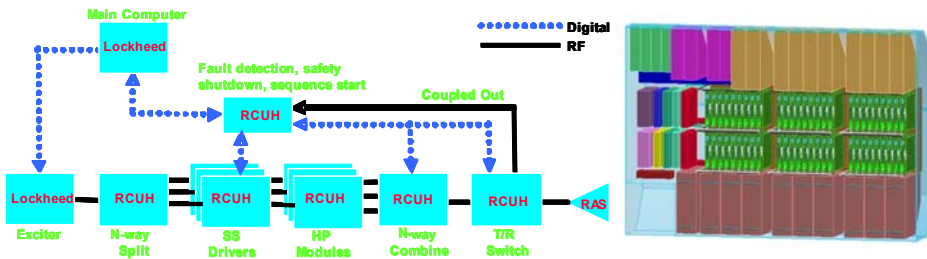 Main Computer
Lockheed
Digital
RF
Fault detection, safety
shutdown, sequence start
Coupled Out
RCUH
Lockheed
RCUH
RCUH
RCUH
RCUH
RCUH
RAS
Exciter
N-way
Split
SS
Drivers
HP
Modules
N-way
Combine
T/R
Switch